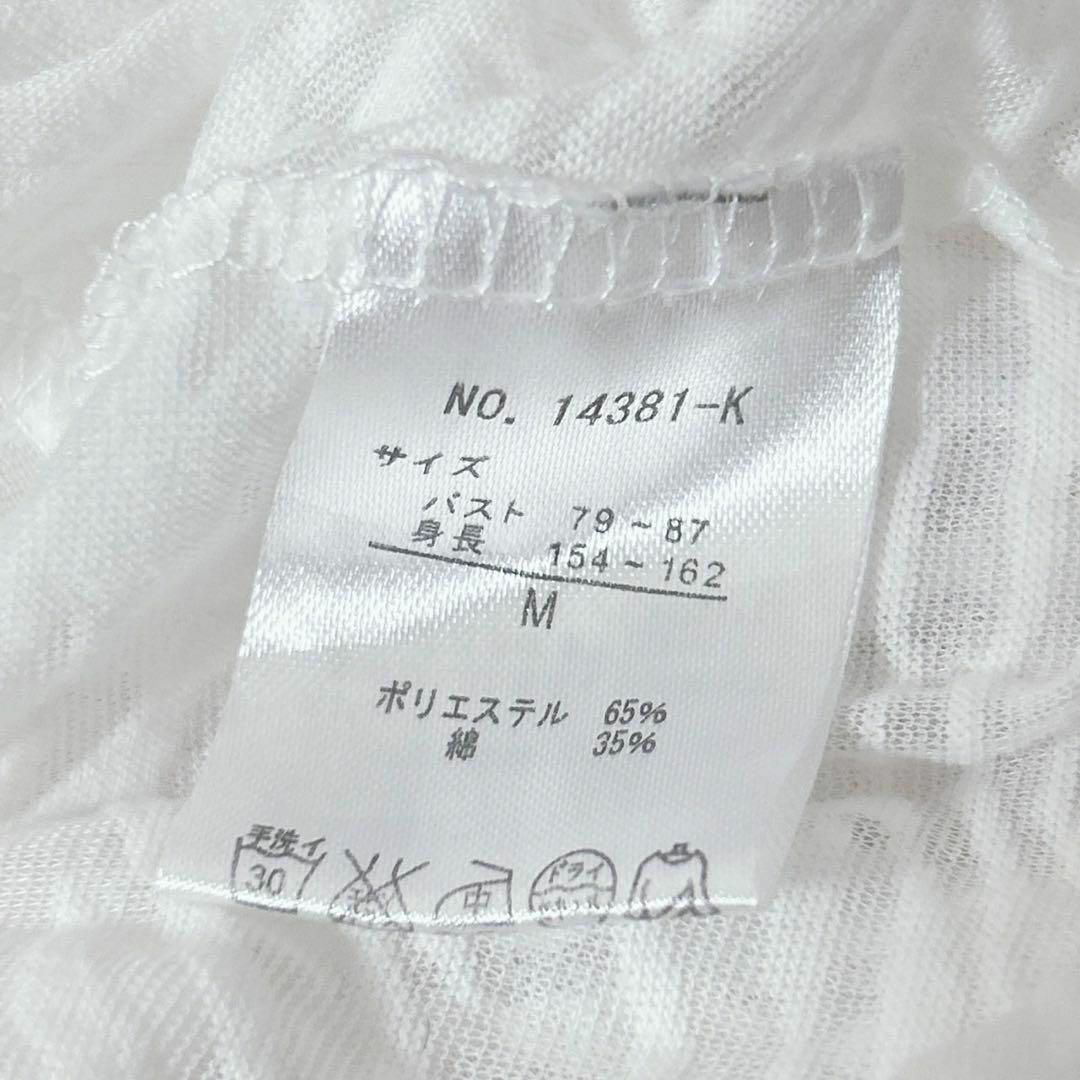 NO. 14381-K
サイズ
バスト 79~87
身長 154~162
M
ポリエステル 65%
綿 35%
手洗イ
30
中
ドライ